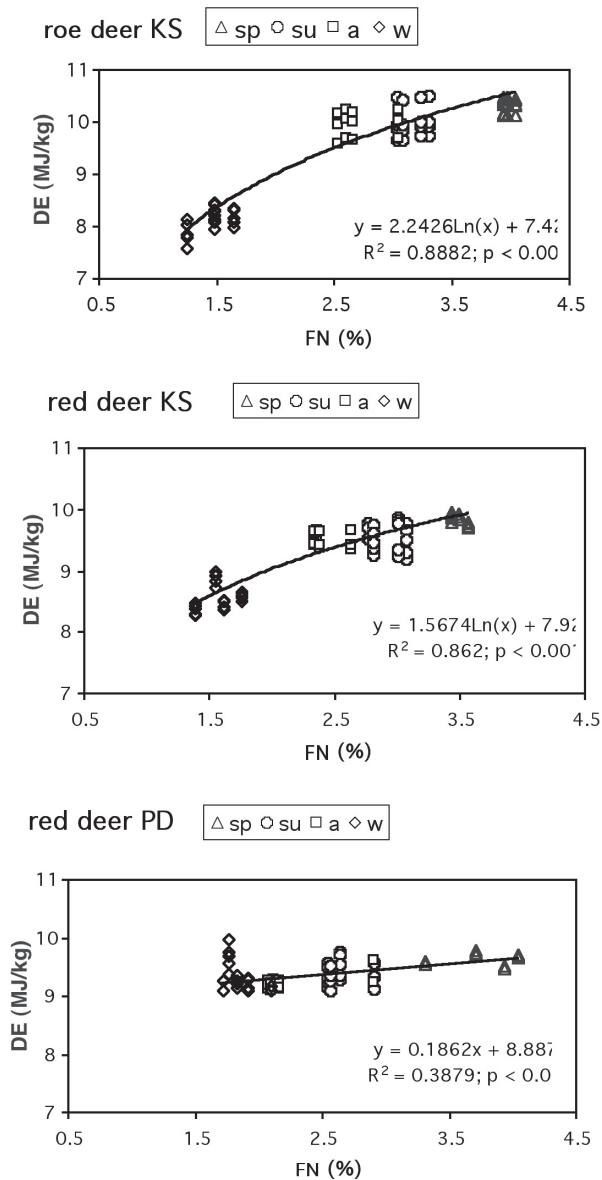 roe deer KS △ sp ○ su □ a ◇ w
11
10
9
8
7
DE (MJ/kg)
y = 2.2426Ln(x) + 7.42
R² = 0.8882; p < 0.00
0.5 1.5 2.5 3.5 4.5
FN (%)
red deer KS △ sp ○ su □ a ◇ w
11
10
9
8
7
DE (MJ/kg)
y = 1.5674Ln(x) + 7.92
R² = 0.862; p < 0.001
0.5 1.5 2.5 3.5 4.5
FN (%)
red deer PD △ sp ○ su □ a ◇ w
11
10
9
8
7
DE (MJ/kg)
y = 0.1862x + 8.887
R² = 0.3879; p < 0.0
0.5 1.5 2.5 3.5 4.5
FN (%)